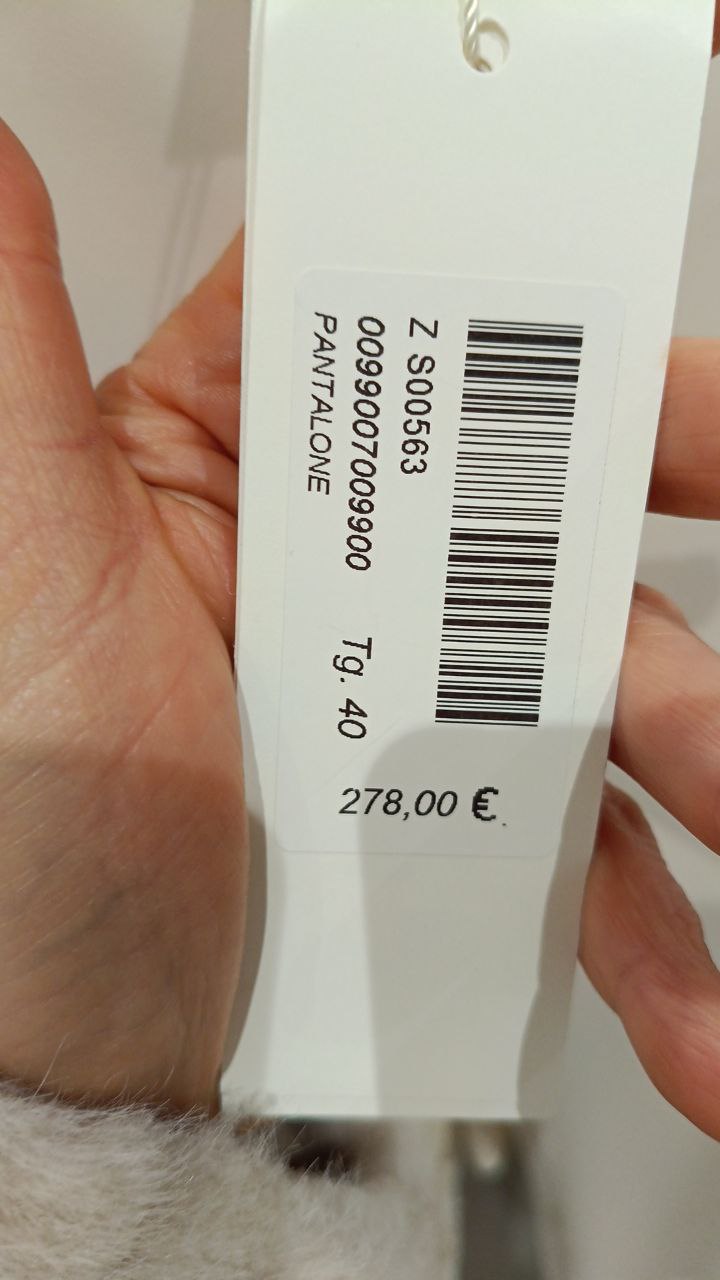 Z S00563
0099007009900 Tg. 40
PANTALONE
278,00 €.